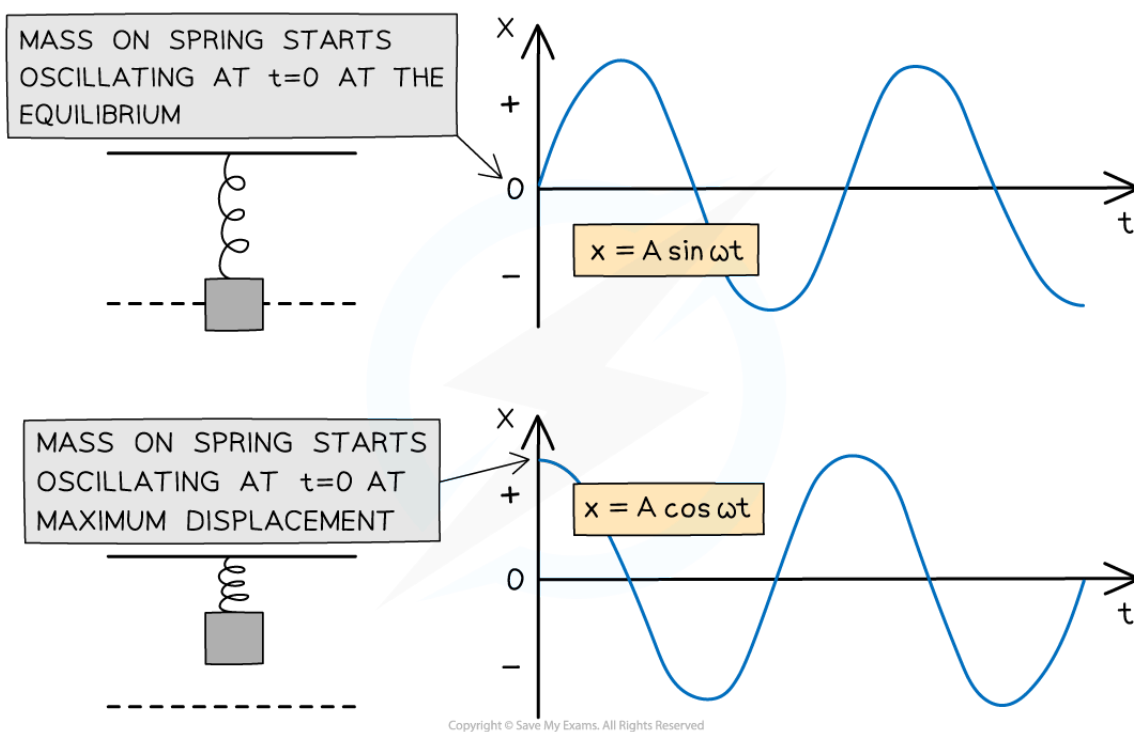 MASS ON SPRING STARTS
OSCILLATING AT t=0 AT THE
EQUILIBRIUM
x
+
0
t
x = A sin ωt
−
MASS ON SPRING STARTS
OSCILLATING AT t=0 AT
MAXIMUM DISPLACEMENT
x
+
x = A cos ωt
0
t
−
Copyright © Save My Exams. All Rights Reserved